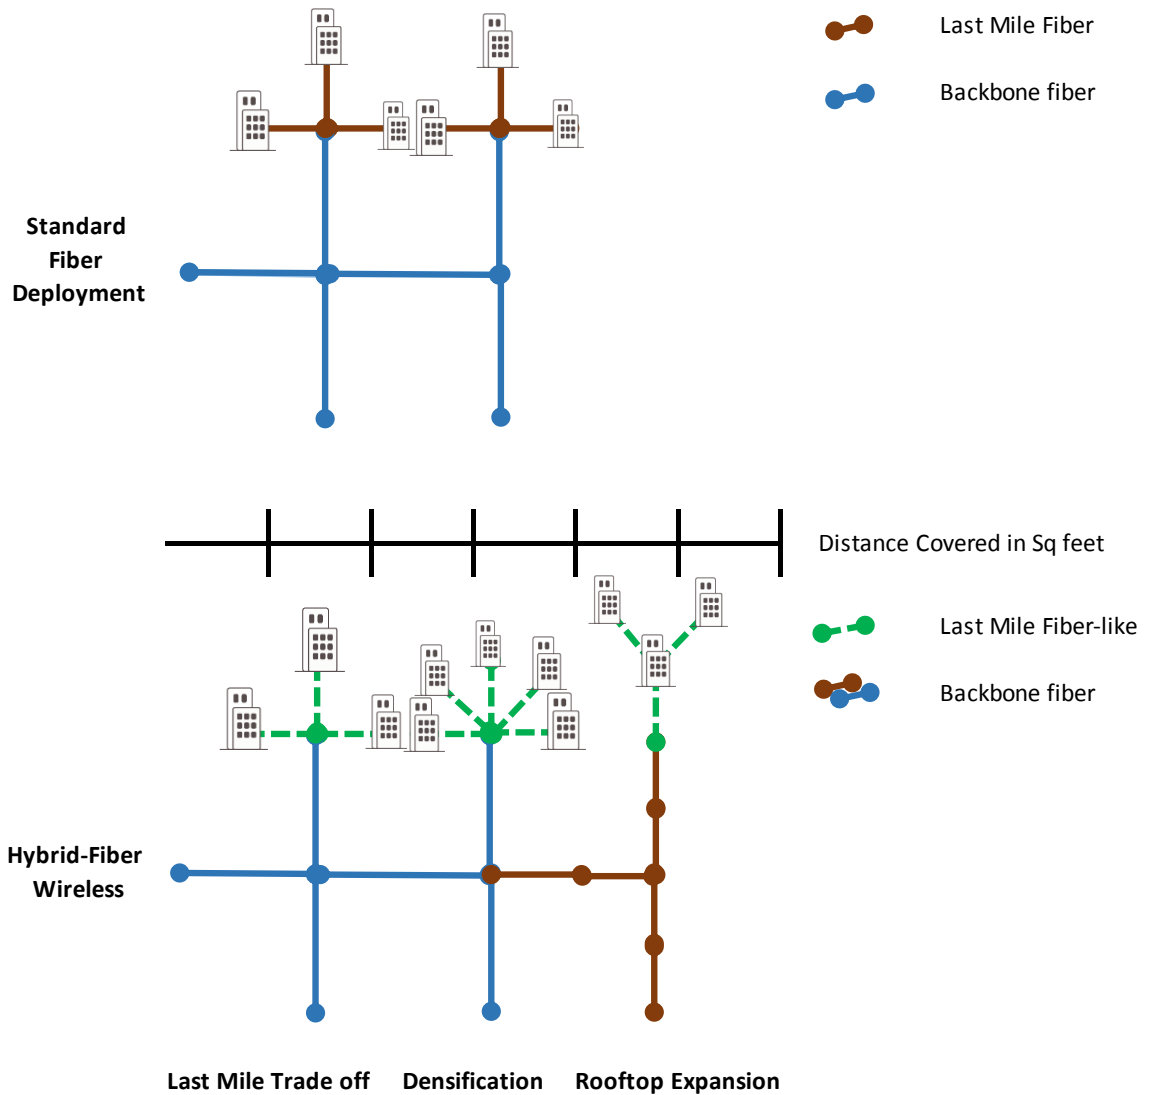 Last Mile Fiber
Backbone fiber
Standard
Fiber
Deployment
Distance Covered in Sq feet
Last Mile Fiber-like
Backbone fiber
Hybrid-Fiber
Wireless
Last Mile Trade off
Densification
Rooftop Expansion